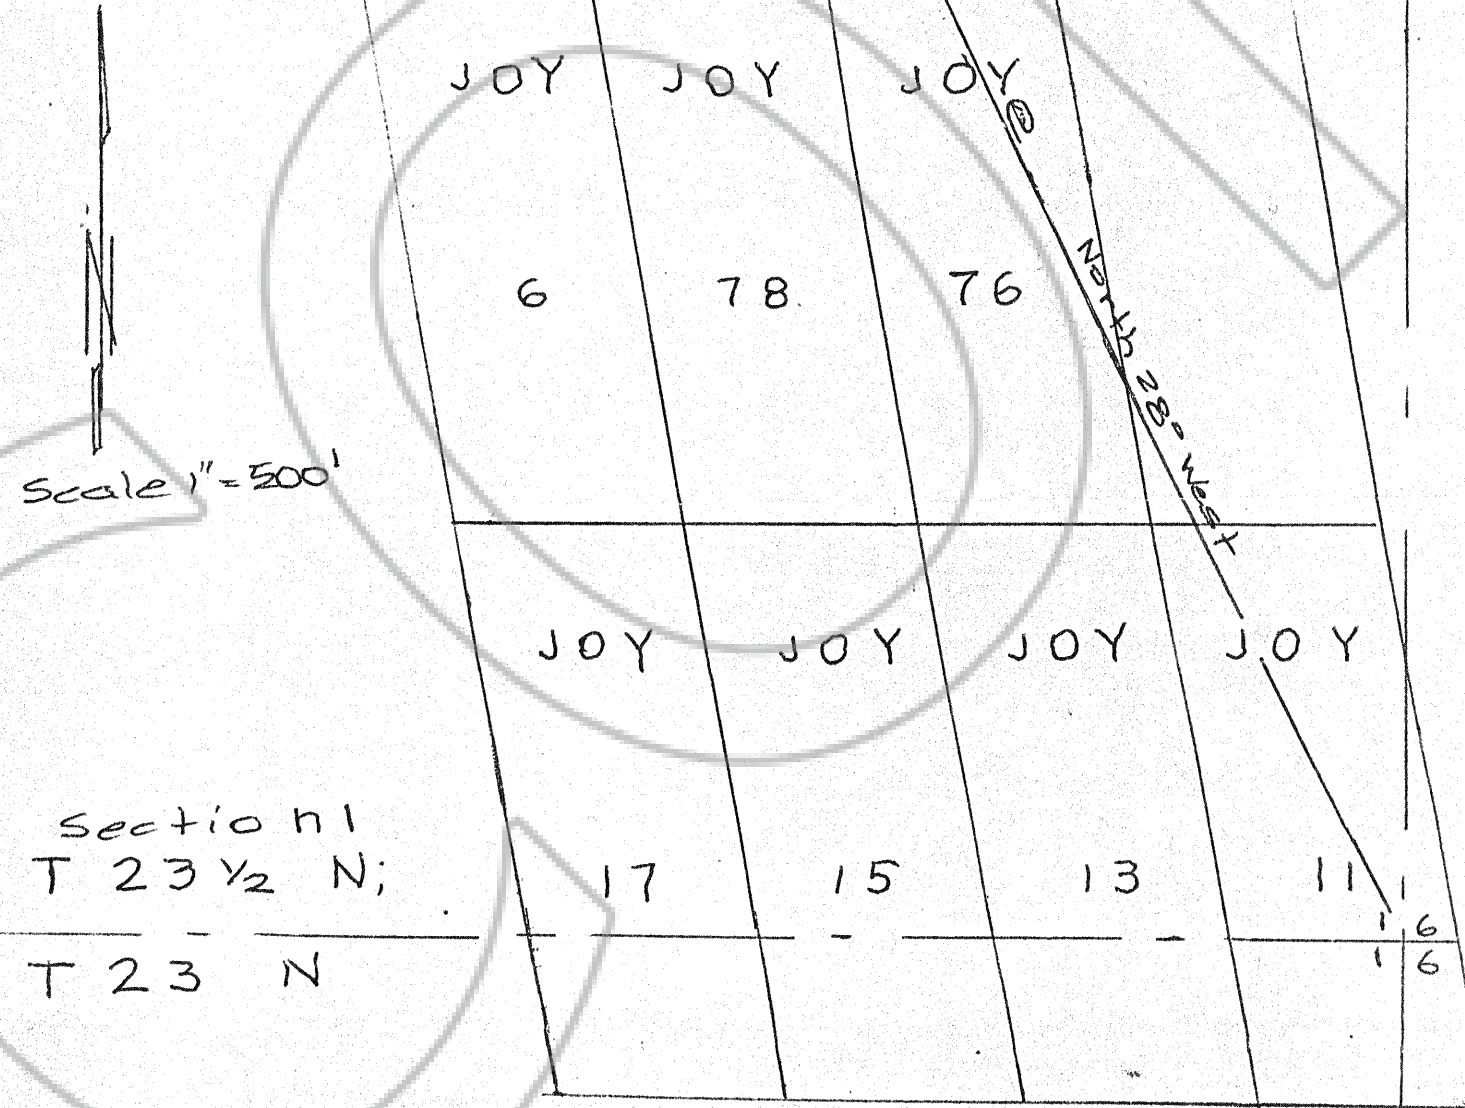 JOY JOY JOY
N
6 78 76
North 28° West
Scale 1" = 500'
JOY JOY JOY JOY
Section 1
T 23 1/2 N;
17 15 13 11
1 6
T 23 N
1 6